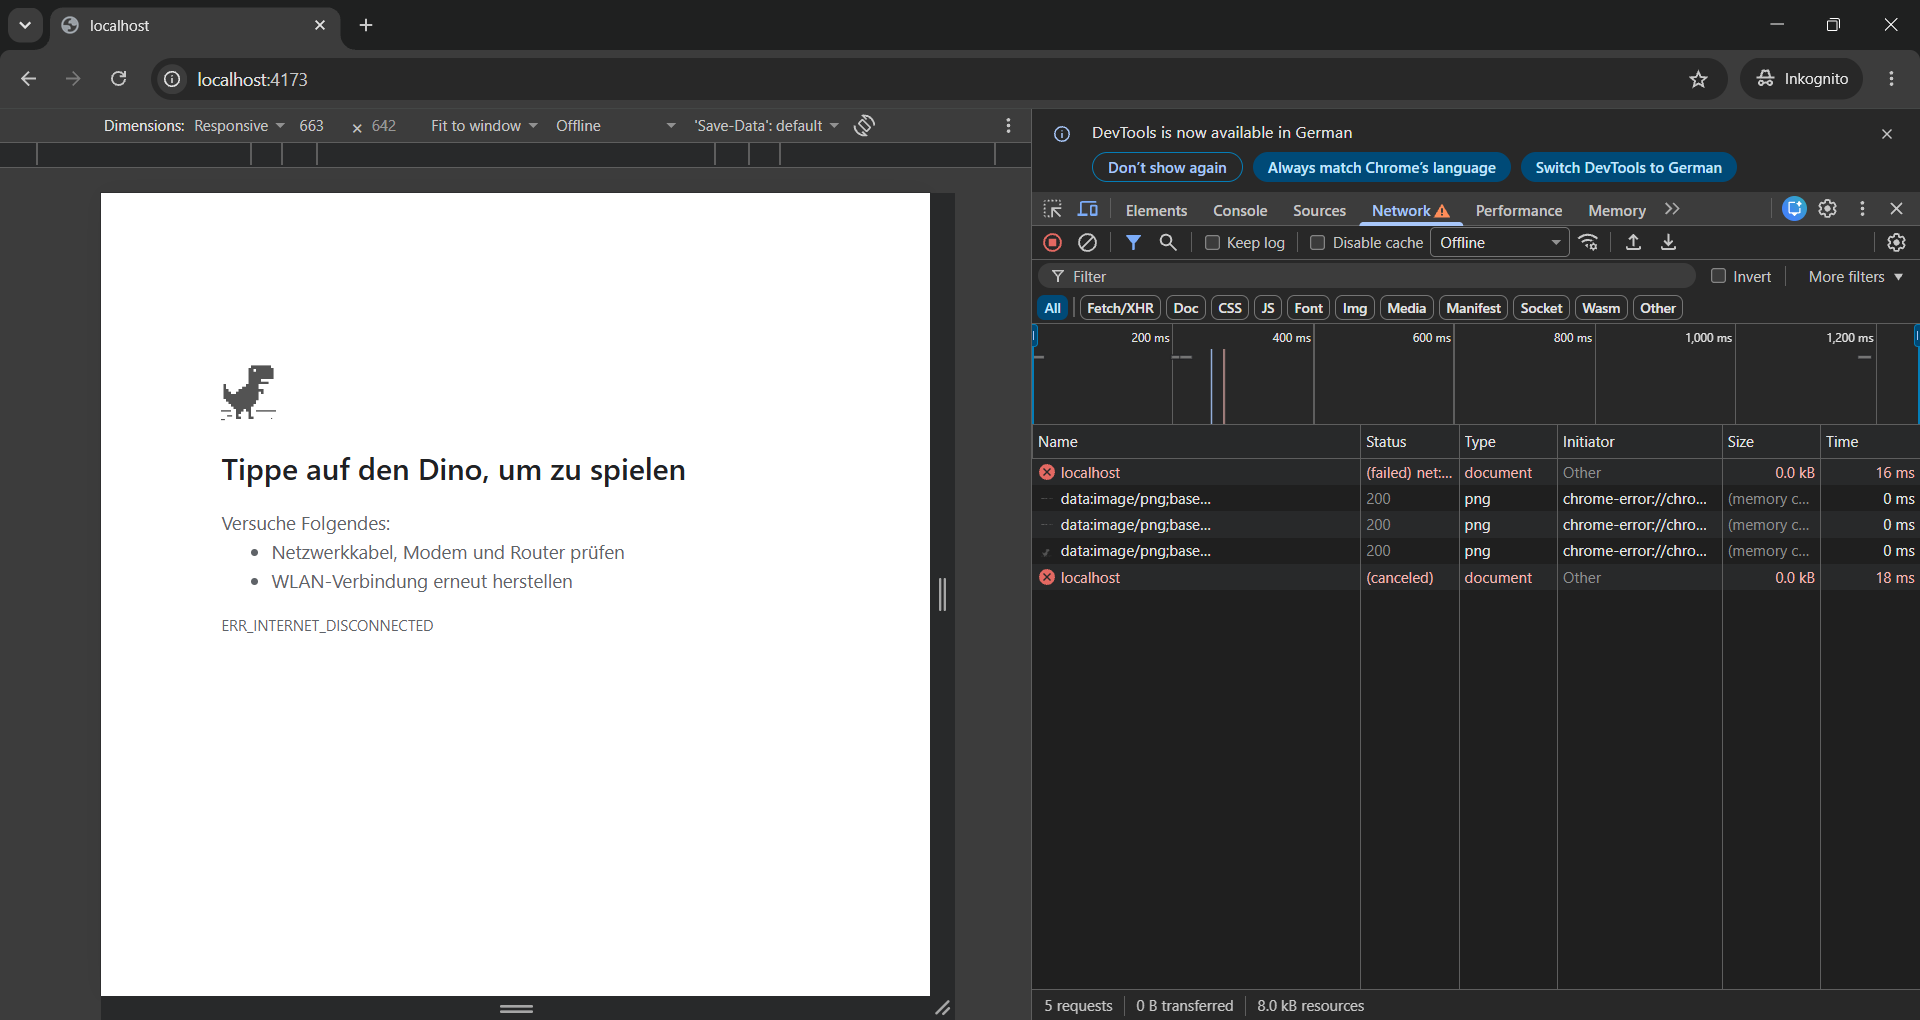 localhost
localhost:4173
Inkognito
Dimensions: Responsive 663 × 642 Fit to window Offline 'Save-Data': default
DevTools is now available in German
Don't show again Always match Chrome's language Switch DevTools to German
Elements Console Sources Network Performance Memory
Keep log Disable cache Offline
Filter Invert More filters
All Fetch/XHR Doc CSS JS Font Img Media Manifest Socket Wasm Other
200 ms 400 ms 600 ms 800 ms 1,000 ms 1,200 ms
Name Status Type Initiator Size Time
localhost (failed) net:... document Other 0.0 kB 16 ms
data:image/png;base... 200 png chrome-error://chro... (memory c... 0 ms
data:image/png;base... 200 png chrome-error://chro... (memory c... 0 ms
data:image/png;base... 200 png chrome-error://chro... (memory c... 0 ms
localhost (canceled) document Other 0.0 kB 18 ms
5 requests 0 B transferred 8.0 kB resources
Tippe auf den Dino, um zu spielen
Versuche Folgendes:
• Netzwerkkabel, Modem und Router prüfen
• WLAN-Verbindung erneut herstellen
ERR_INTERNET_DISCONNECTED